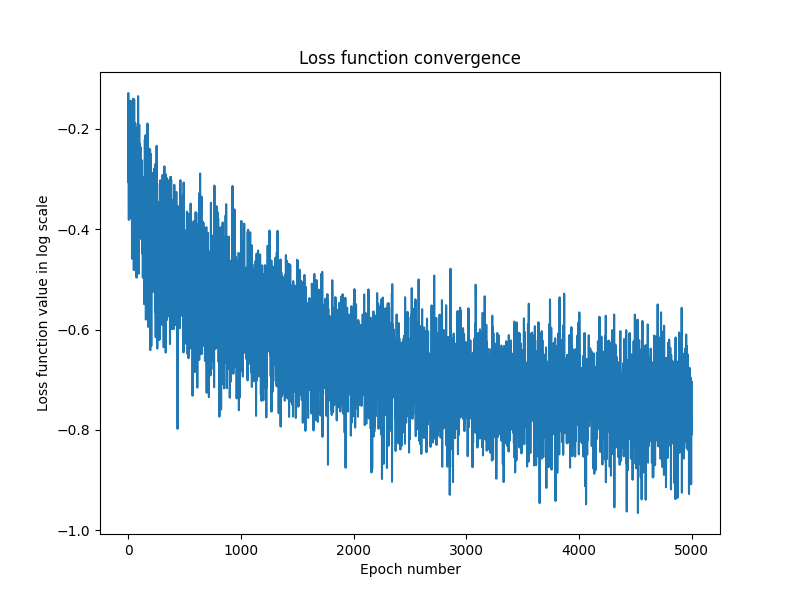 Loss function convergence
Loss function value in log scale
−0.2
−0.4
−0.6
−0.8
−1.0
0 1000 2000 3000 4000 5000
Epoch number